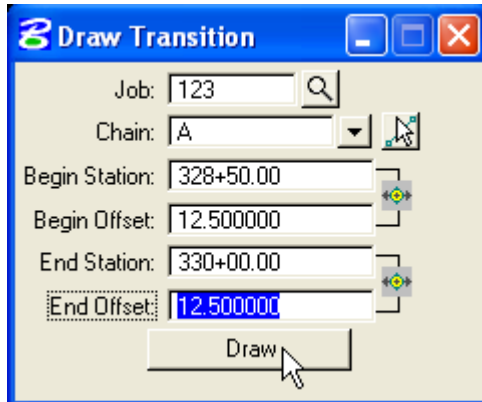 Draw Transition
Job: 123
Chain: A
Begin Station: 328+50.00
Begin Offset: 12.500000
End Station: 330+00.00
End Offset: 12.500000
Draw